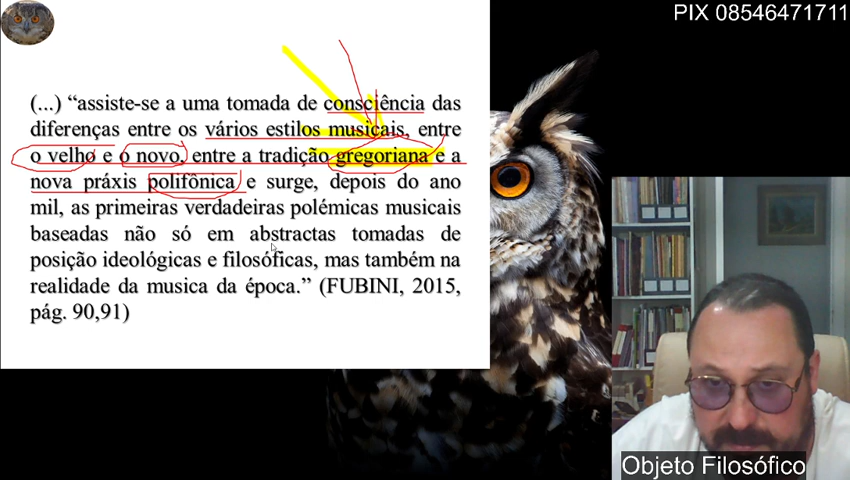 PIX 08546471711
(...) “assiste-se a uma tomada de consciência das
diferenças entre os vários estilos musicais, entre
o velho e o novo, entre a tradição gregoriana e a
nova práxis polifônica e surge, depois do ano
mil, as primeiras verdadeiras polémicas musicais
baseadas não só em abstractas tomadas de
posição ideológicas e filosóficas, mas também na
realidade da musica da época.” (FUBINI, 2015,
pág. 90,91)
Objeto Filosófico